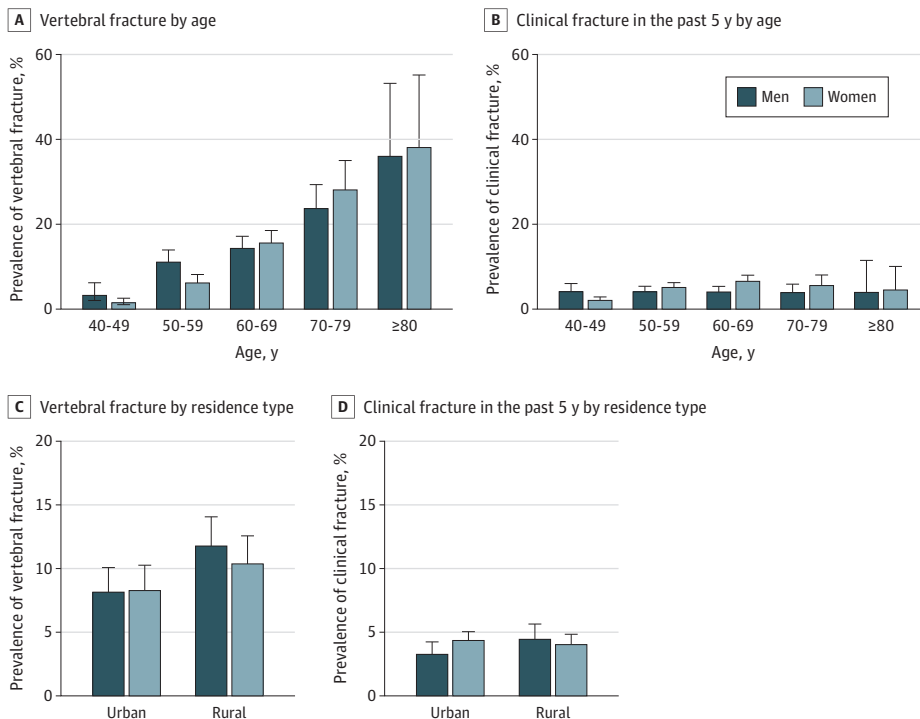 A Vertebral fracture by age
Prevalence of vertebral fracture, %
60
40
20
0
40-49 50-59 60-69 70-79 ≥80
Age, y
B Clinical fracture in the past 5 y by age
Prevalence of clinical fracture, %
60
40
20
0
Men Women
40-49 50-59 60-69 70-79 ≥80
Age, y
C Vertebral fracture by residence type
Prevalence of vertebral fracture, %
20
15
10
5
0
Urban Rural
D Clinical fracture in the past 5 y by residence type
Prevalence of clinical fracture, %
20
15
10
5
0
Urban Rural